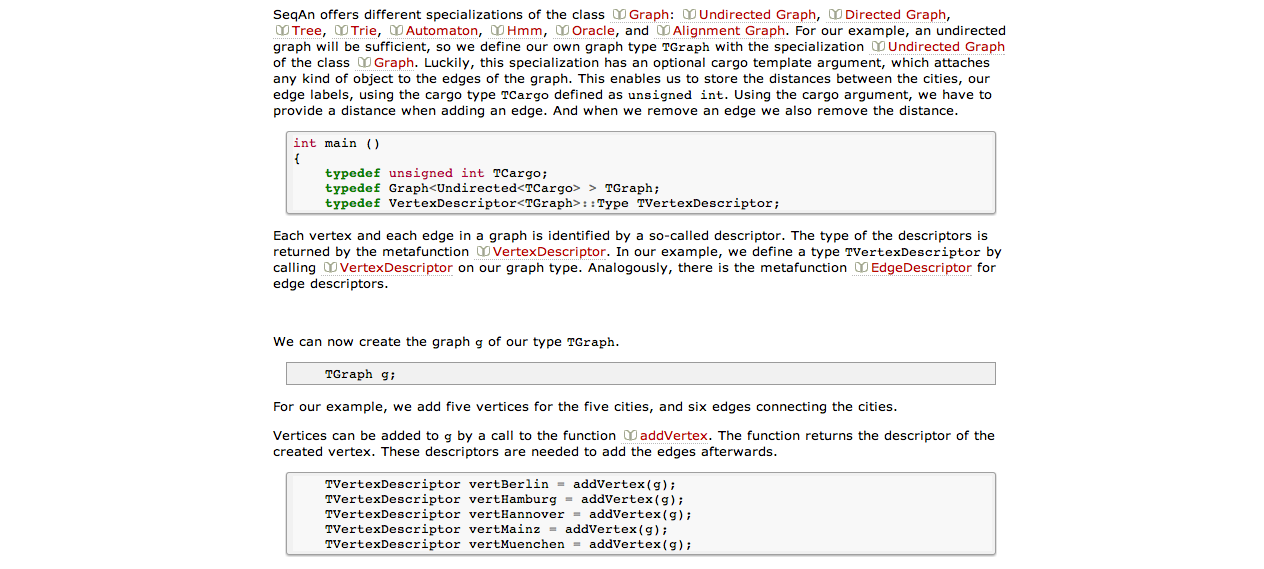 SeqAn offers different specializations of the class Graph: Undirected Graph, Directed Graph,
Tree, Trie, Automaton, Hmm, Oracle, and Alignment Graph. For our example, an undirected
graph will be sufficient, so we define our own graph type TGraph with the specialization Undirected Graph
of the class Graph. Luckily, this specialization has an optional cargo template argument, which attaches
any kind of object to the edges of the graph. This enables us to store the distances between the cities, our
edge labels, using the cargo type TCargo defined as unsigned int. Using the cargo argument, we have to
provide a distance when adding an edge. And when we remove an edge we also remove the distance.
int main ()
{
    typedef unsigned int TCargo;
    typedef Graph<Undirected<TCargo> > TGraph;
    typedef VertexDescriptor<TGraph>::Type TVertexDescriptor;
Each vertex and each edge in a graph is identified by a so-called descriptor. The type of the descriptors is
returned by the metafunction VertexDescriptor. In our example, we define a type TVertexDescriptor by
calling VertexDescriptor on our graph type. Analogously, there is the metafunction EdgeDescriptor for
edge descriptors.
We can now create the graph g of our type TGraph.
    TGraph g;
For our example, we add five vertices for the five cities, and six edges connecting the cities.
Vertices can be added to g by a call to the function addVertex. The function returns the descriptor of the
created vertex. These descriptors are needed to add the edges afterwards.
    TVertexDescriptor vertBerlin = addVertex(g);
    TVertexDescriptor vertHamburg = addVertex(g);
    TVertexDescriptor vertHannover = addVertex(g);
    TVertexDescriptor vertMainz = addVertex(g);
    TVertexDescriptor vertMuenchen = addVertex(g);